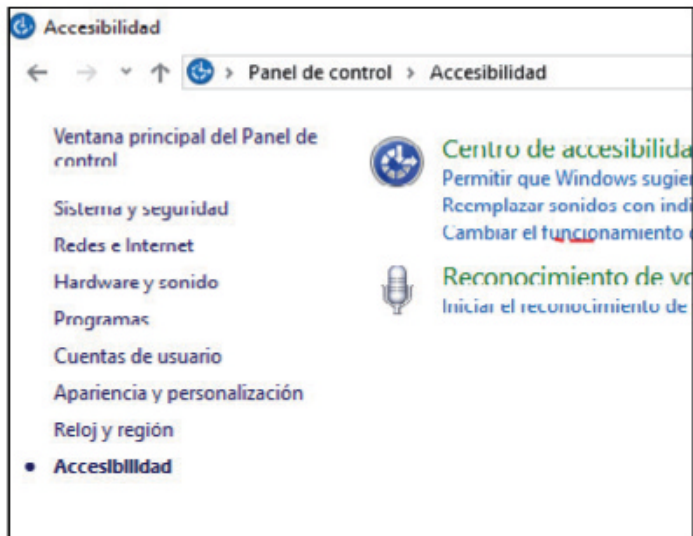 Accesibilidad
Panel de control > Accesibilidad
Ventana principal del Panel de
control
Sistema y seguridad
Redes e Internet
Hardware y sonido
Programas
Cuentas de usuario
Apariencia y personalización
Reloj y región
Accesibilidad
Centro de accesibilida
Permitir que Windows sugier
Reemplazar sonidos con indi
Cambiar el funcionamiento
Reconocimiento de vo
Iniciar el reconocimiento de